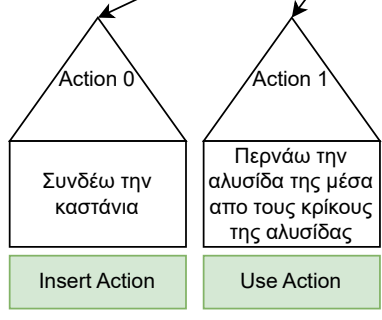 Action 0
Action 1
Συνδέω την
καστάνια
Περνάω την
αλυσίδα της μέσα
απο τους κρίκους
της αλυσίδας
Insert Action
Use Action